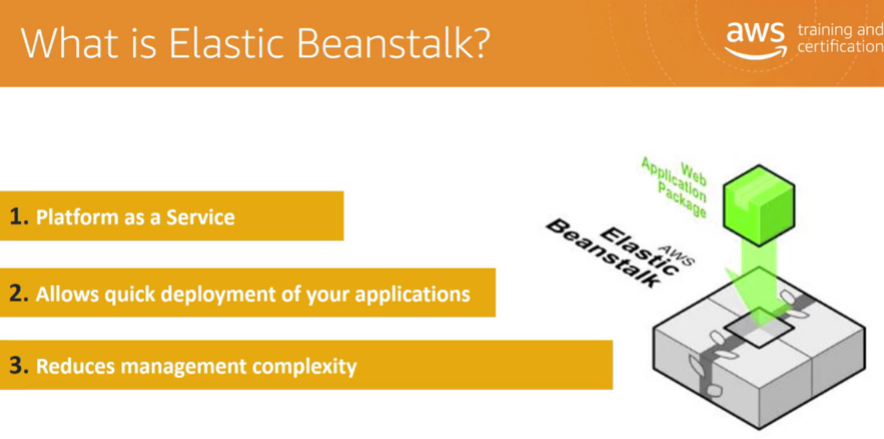 What is Elastic Beanstalk?
aws training and
certification
1. Platform as a Service
2. Allows quick deployment of your applications
3. Reduces management complexity
Web
Application
Package
AWS
Elastic
Beanstalk